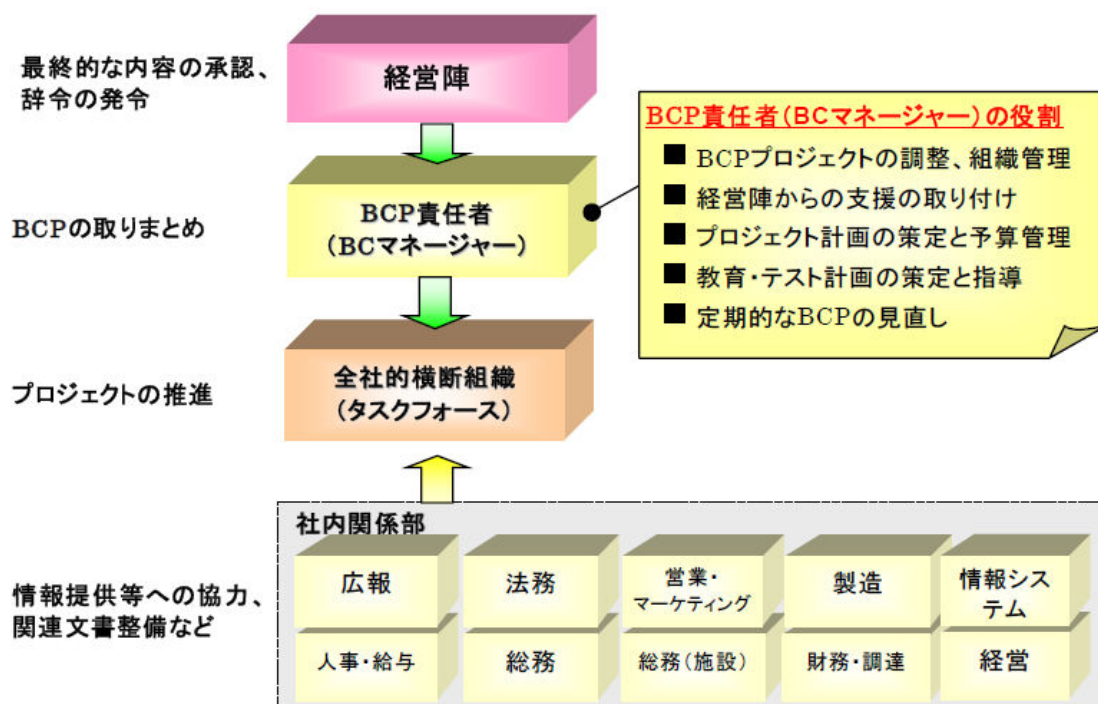 最終的な内容の承認、
辞令の発令
経営陣
BCPの取りまとめ
BCP責任者
（BCマネージャー）
BCP責任者（BCマネージャー）の役割
■ BCPプロジェクトの調整、組織管理
■ 経営陣からの支援の取り付け
■ プロジェクト計画の策定と予算管理
■ 教育・テスト計画の策定と指導
■ 定期的なBCPの見直し
プロジェクトの推進
全社的横断組織
（タスクフォース）
情報提供等への協力、
関連文書整備など
社内関係部
広報
法務
営業・
マーケティング
製造
情報シス
テム
人事・給与
総務
総務（施設）
財務・調達
経営